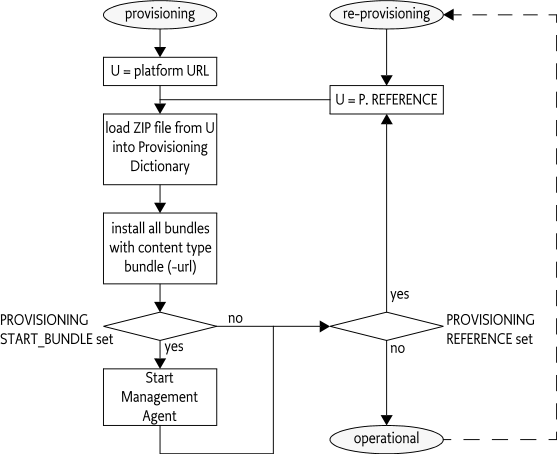 provisioning
re-provisioning
U = platform URL
U = P. REFERENCE
load ZIP file from U
into Provisioning
Dictionary
install all bundles
with content type
bundle (-url)
PROVISIONING
START_BUNDLE set
no
yes
yes
PROVISIONING
REFERENCE set
no
Start
Management
Agent
operational